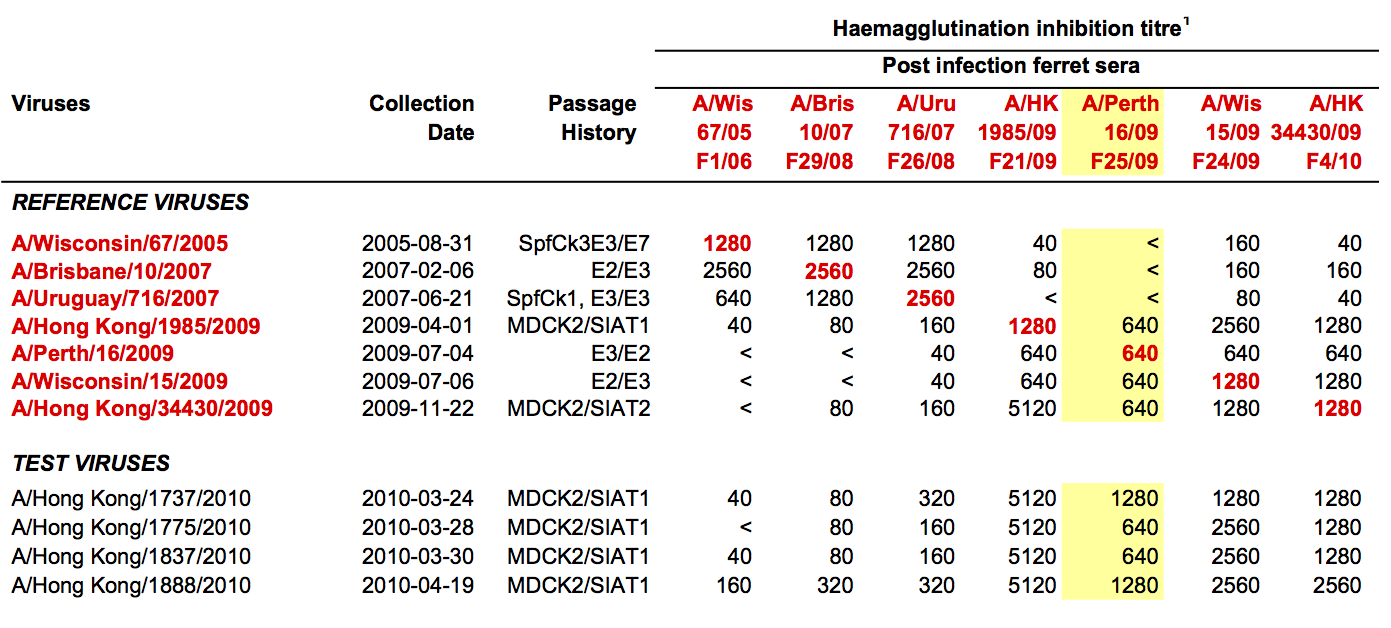 Haemagglutination inhibition titre¹
Post infection ferret sera
Viruses Collection Passage A/Wis A/Bris A/Uru A/HK A/Perth A/Wis A/HK
Date History 67/05 10/07 716/07 1985/09 16/09 15/09 34430/09
F1/06 F29/08 F26/08 F21/09 F25/09 F24/09 F4/10
REFERENCE VIRUSES
A/Wisconsin/67/2005 2005-08-31 SpfCk3E3/E7 1280 1280 1280 40 < 160 40
A/Brisbane/10/2007 2007-02-06 E2/E3 2560 2560 2560 80 < 160 160
A/Uruguay/716/2007 2007-06-21 SpfCk1, E3/E3 640 1280 2560 < < 80 40
A/Hong Kong/1985/2009 2009-04-01 MDCK2/SIAT1 40 80 160 1280 640 2560 1280
A/Perth/16/2009 2009-07-04 E3/E2 < < 40 640 640 640 640
A/Wisconsin/15/2009 2009-07-06 E2/E3 < < 40 640 640 1280 1280
A/Hong Kong/34430/2009 2009-11-22 MDCK2/SIAT2 < 80 160 5120 640 1280 1280
TEST VIRUSES
A/Hong Kong/1737/2010 2010-03-24 MDCK2/SIAT1 40 80 320 5120 1280 1280 1280
A/Hong Kong/1775/2010 2010-03-28 MDCK2/SIAT1 < 80 160 5120 640 2560 1280
A/Hong Kong/1837/2010 2010-03-30 MDCK2/SIAT1 40 80 160 5120 640 2560 1280
A/Hong Kong/1888/2010 2010-04-19 MDCK2/SIAT1 160 320 320 5120 1280 2560 2560